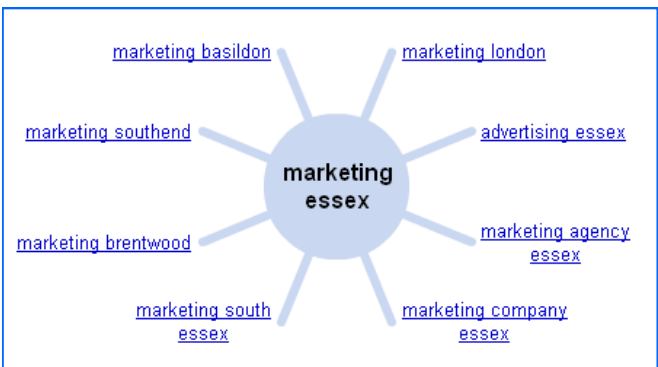 marketing basildon
marketing london
marketing southend
advertising essex
marketing
essex
marketing brentwood
marketing agency
essex
marketing south
essex
marketing company
essex